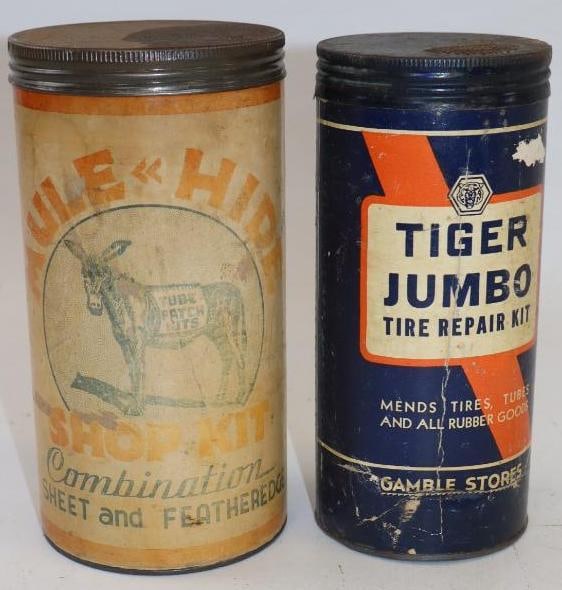 MULE « HIDE
TUBE
PATCH
KITS
SHOP KIT
Combination
SHEET and FEATHEREDGE
TIGER
JUMBO
TIRE REPAIR KIT
MENDS TIRES, TUBES
AND ALL RUBBER GOODS
GAMBLE STORES